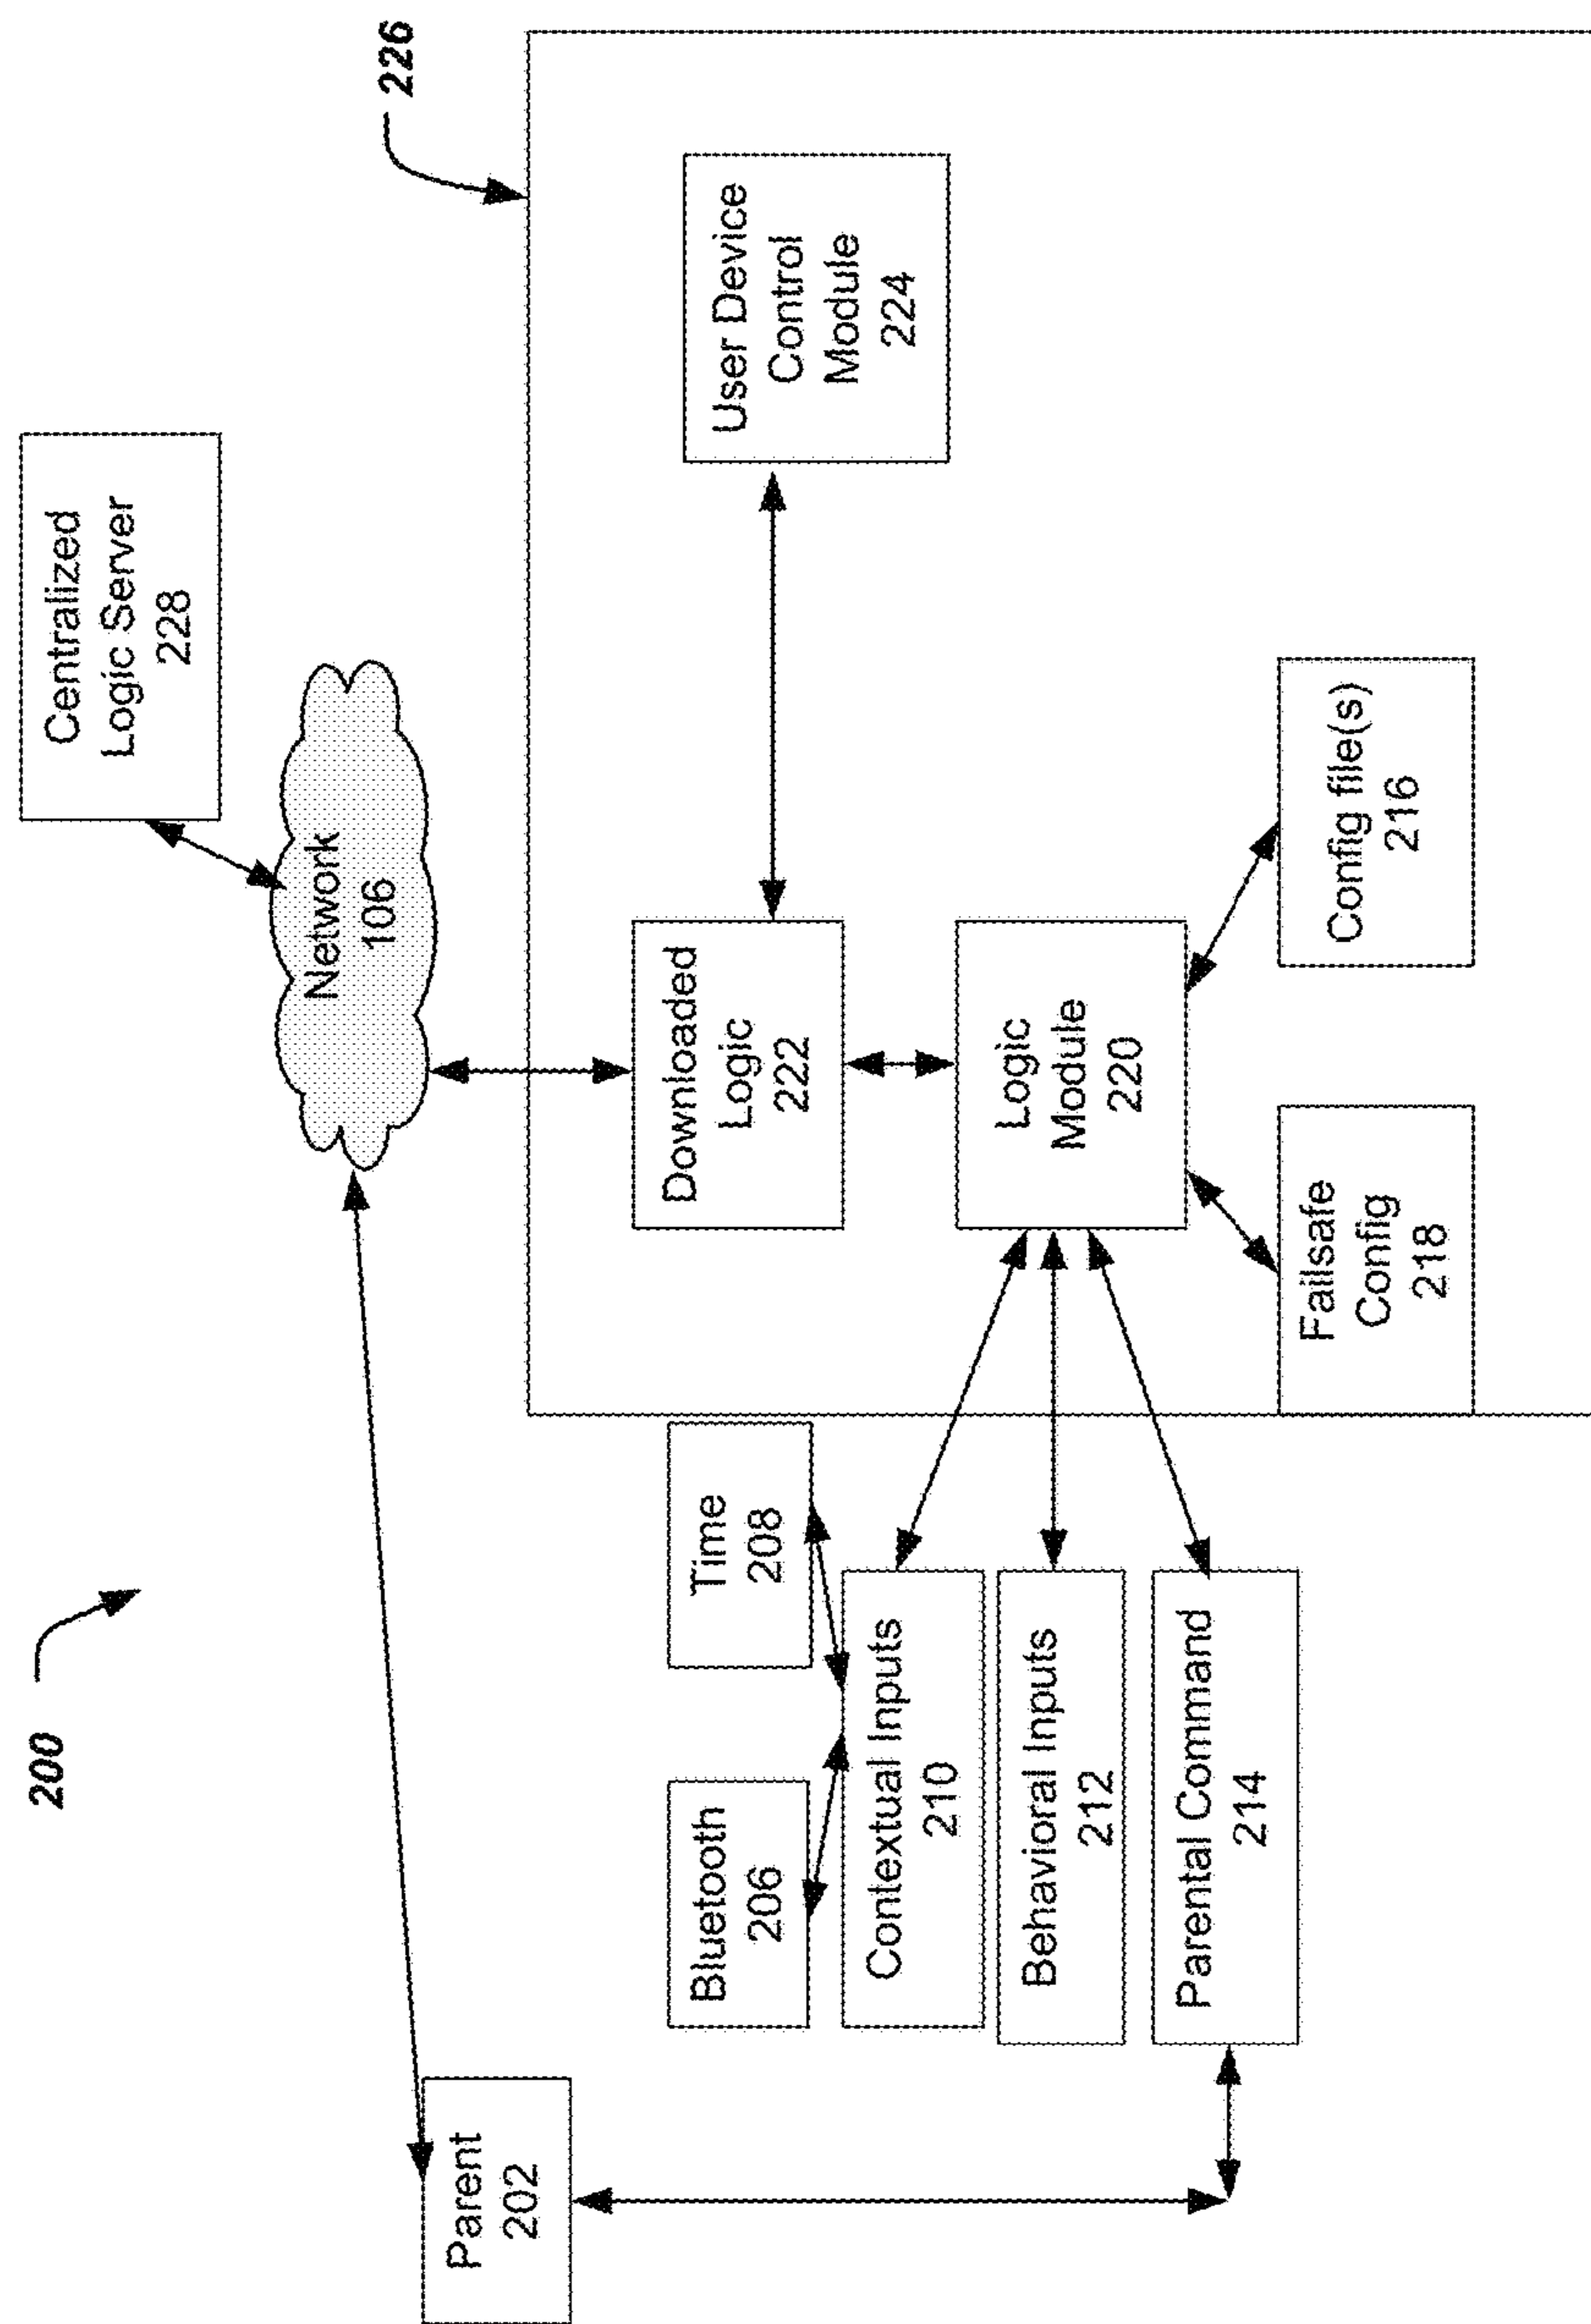 200
226
Centralized
Logic Server
228
Network
106
Parent
202
Bluetooth
206
Time
208
Downloaded
Logic
222
User Device
Control
Module
224
Contextual Inputs
210
Behavioral Inputs
212
Parental Command
214
Logic
Module
220
Failsafe
Config
218
Config file(s)
216